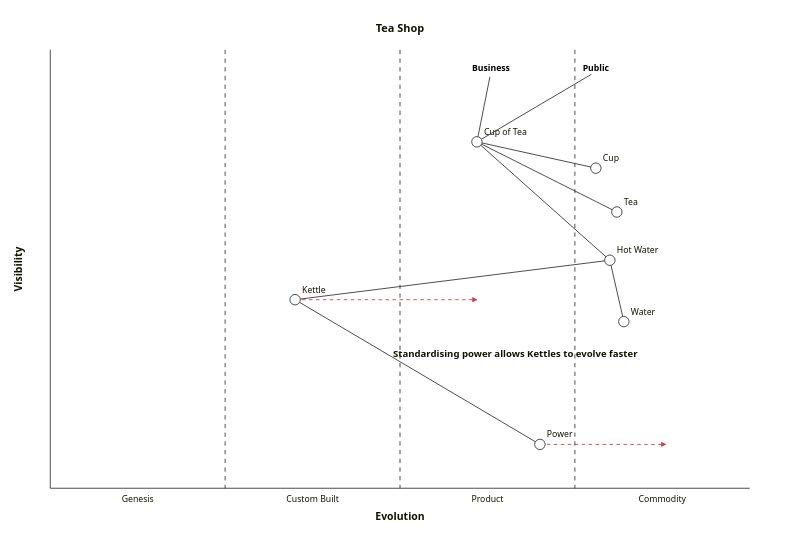 Tea Shop
Business
Public
Cup of Tea
Cup
Tea
Hot Water
Kettle
Water
Standardising power allows Kettles to evolve faster
Power
Visibility
Genesis
Custom Built
Product
Commodity
Evolution